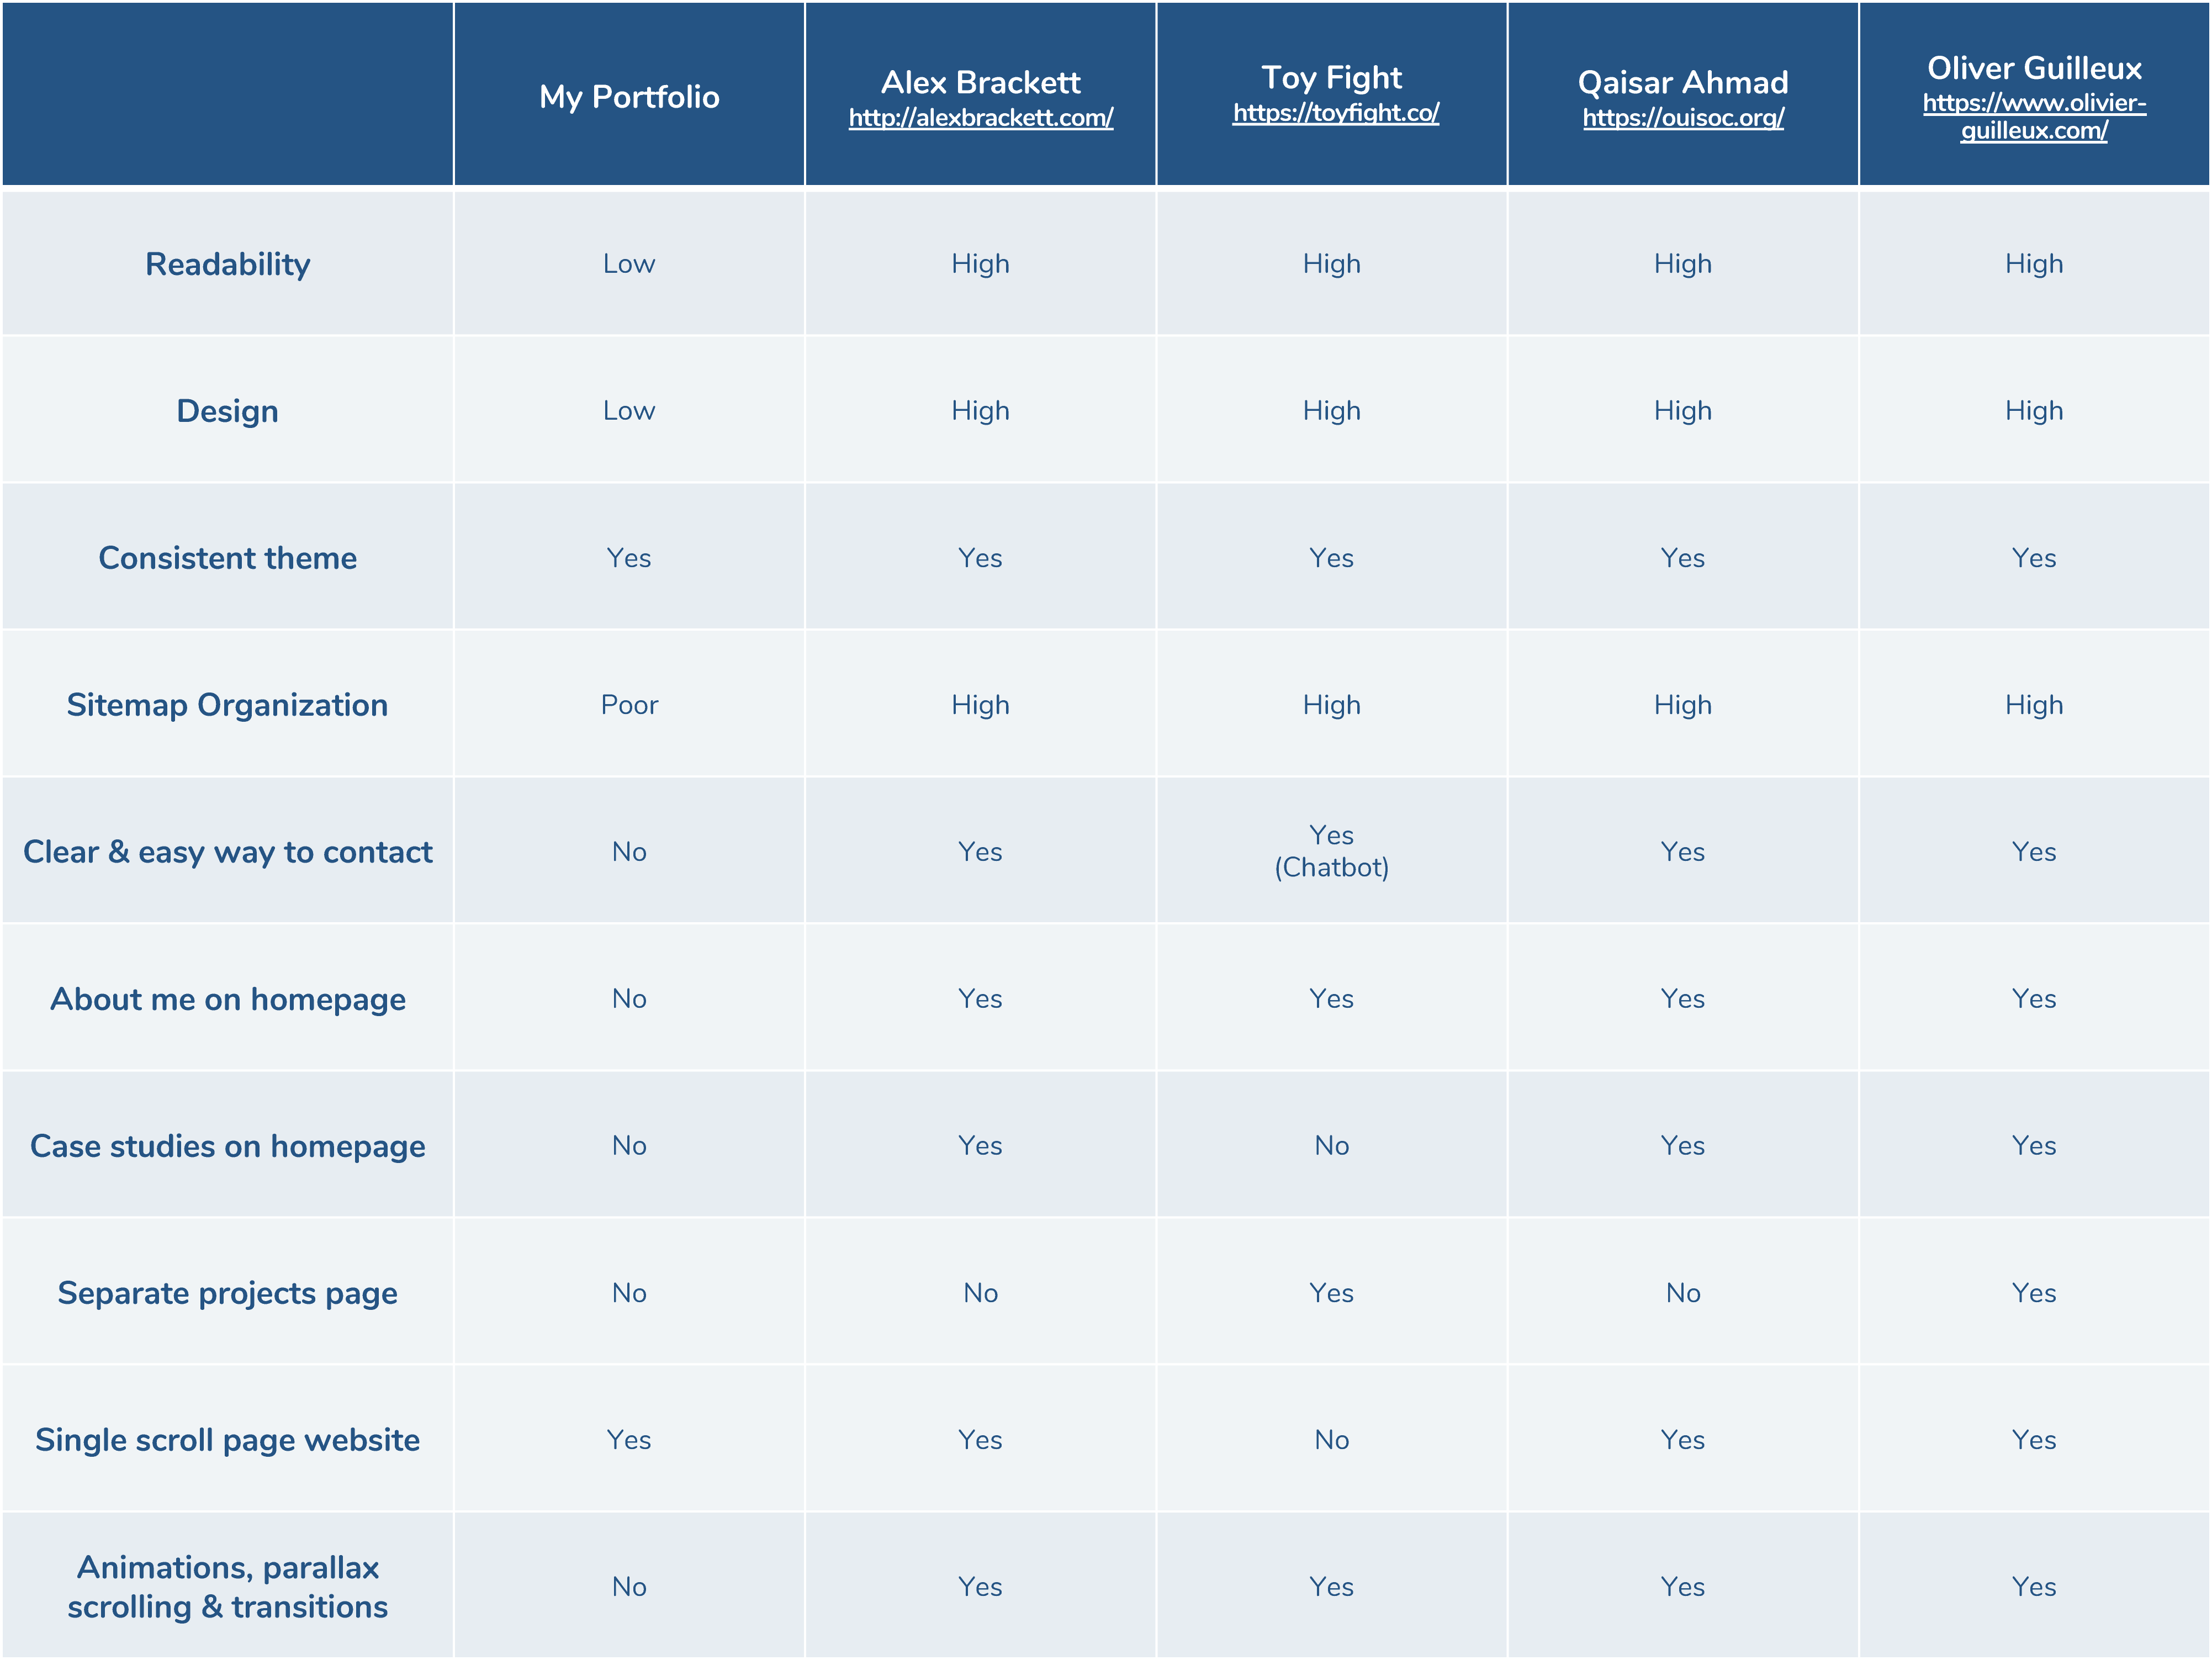 My Portfolio
Alex Brackett
http://alexbrackett.com/
Toy Fight
https://toyfight.co/
Qaisar Ahmad
https://ouisoc.org/
Oliver Guilleux
https://www.olivier-
guilleux.com/
Readability
Low
High
High
High
High
Design
Low
High
High
High
High
Consistent theme
Yes
Yes
Yes
Yes
Yes
Sitemap Organization
Poor
High
High
High
High
Clear & easy way to contact
No
Yes
Yes
(Chatbot)
Yes
Yes
About me on homepage
No
Yes
Yes
Yes
Yes
Case studies on homepage
No
Yes
No
Yes
Yes
Separate projects page
No
No
Yes
No
Yes
Single scroll page website
Yes
Yes
No
Yes
Yes
Animations, parallax
scrolling & transitions
No
Yes
Yes
Yes
Yes